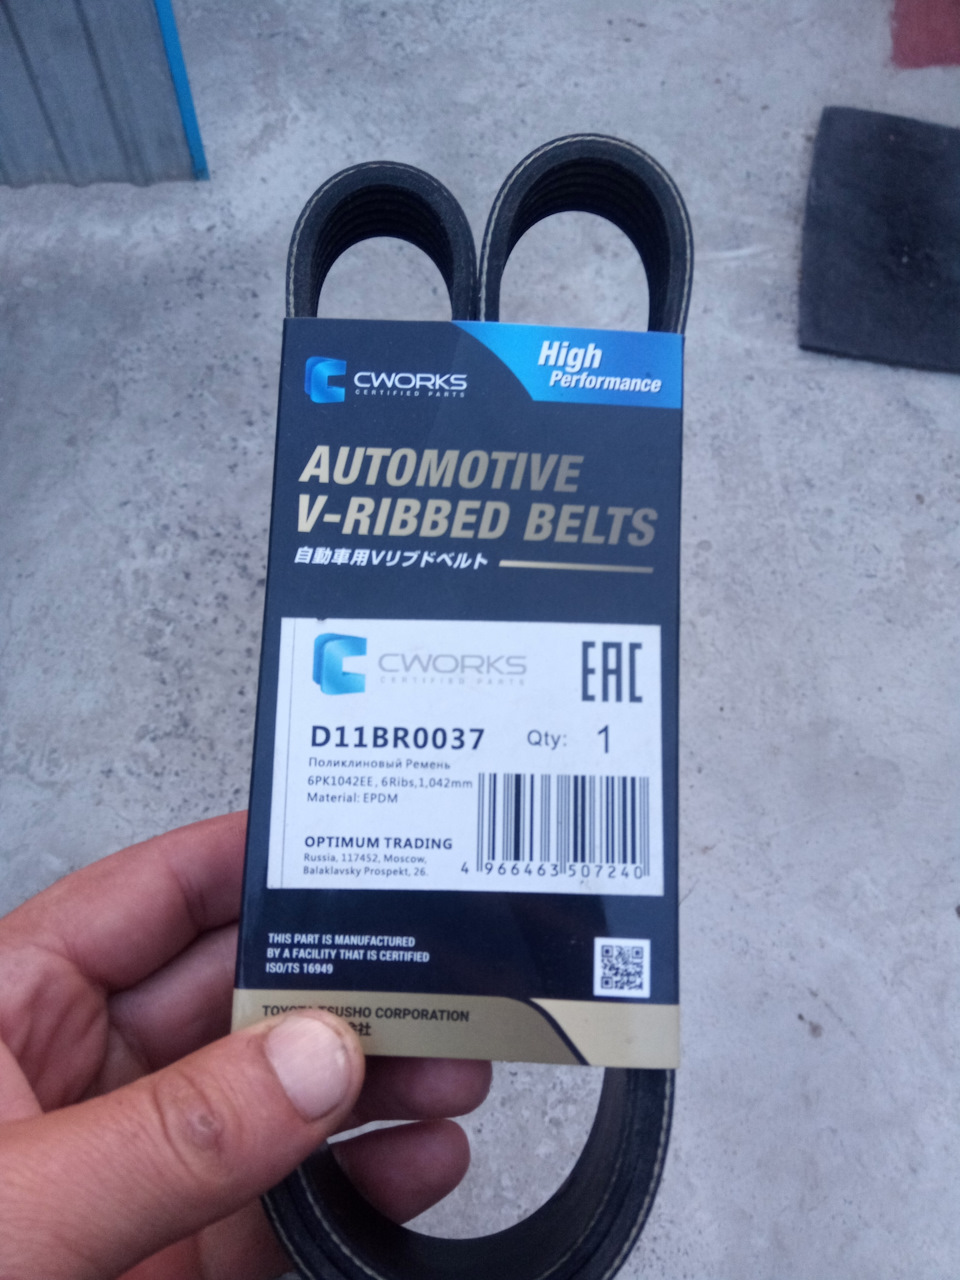 CWORKS
CERTIFIED PARTS
High
Performance
AUTOMOTIVE
V-RIBBED BELTS
自動車用Vリブドベルト
CWORKS
CERTIFIED PARTS
EAC
D11BR0037
Qty: 1
Поликлиновый Ремень
6PK1042EE, 6Ribs,1,042mm
Material: EPDM
OPTIMUM TRADING
Russia, 117452, Moscow,
Balaklavsky Prospekt, 26.
4 966463 507240
THIS PART IS MANUFACTURED
BY A FACILITY THAT IS CERTIFIED
ISO/TS 16949
TOYOTA TSUSHO CORPORATION
会社